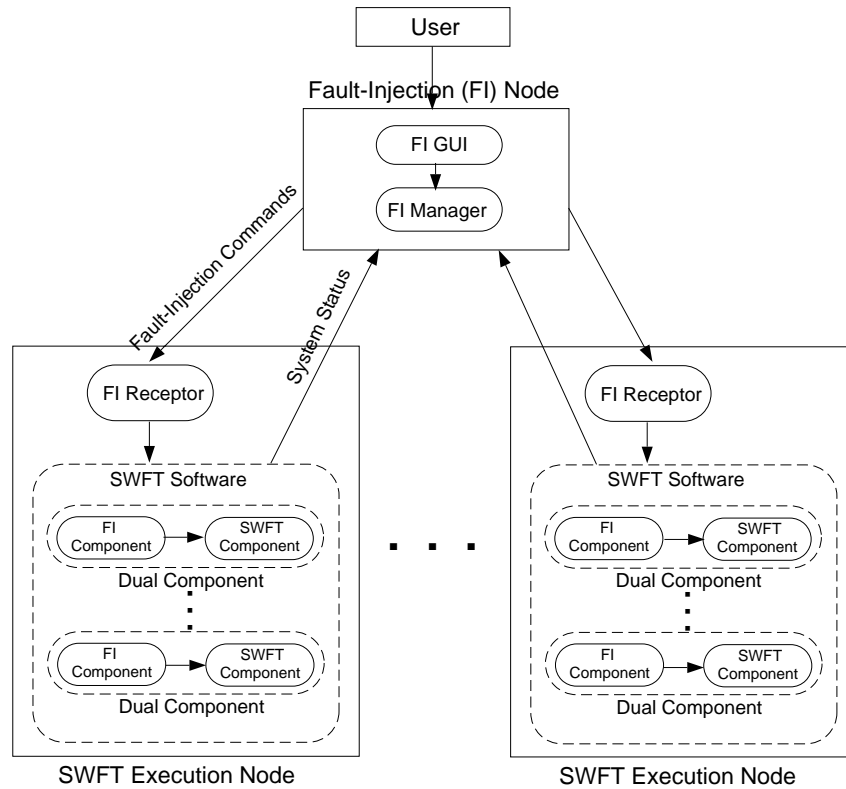 User
Fault-Injection (FI) Node
FI GUI
FI Manager
Fault-Injection Commands
System Status
FI Receptor
SWFT Software
FI
Component
SWFT
Component
Dual Component
FI
Component
SWFT
Component
Dual Component
SWFT Execution Node
FI Receptor
SWFT Software
FI
Component
SWFT
Component
Dual Component
FI
Component
SWFT
Component
Dual Component
SWFT Execution Node